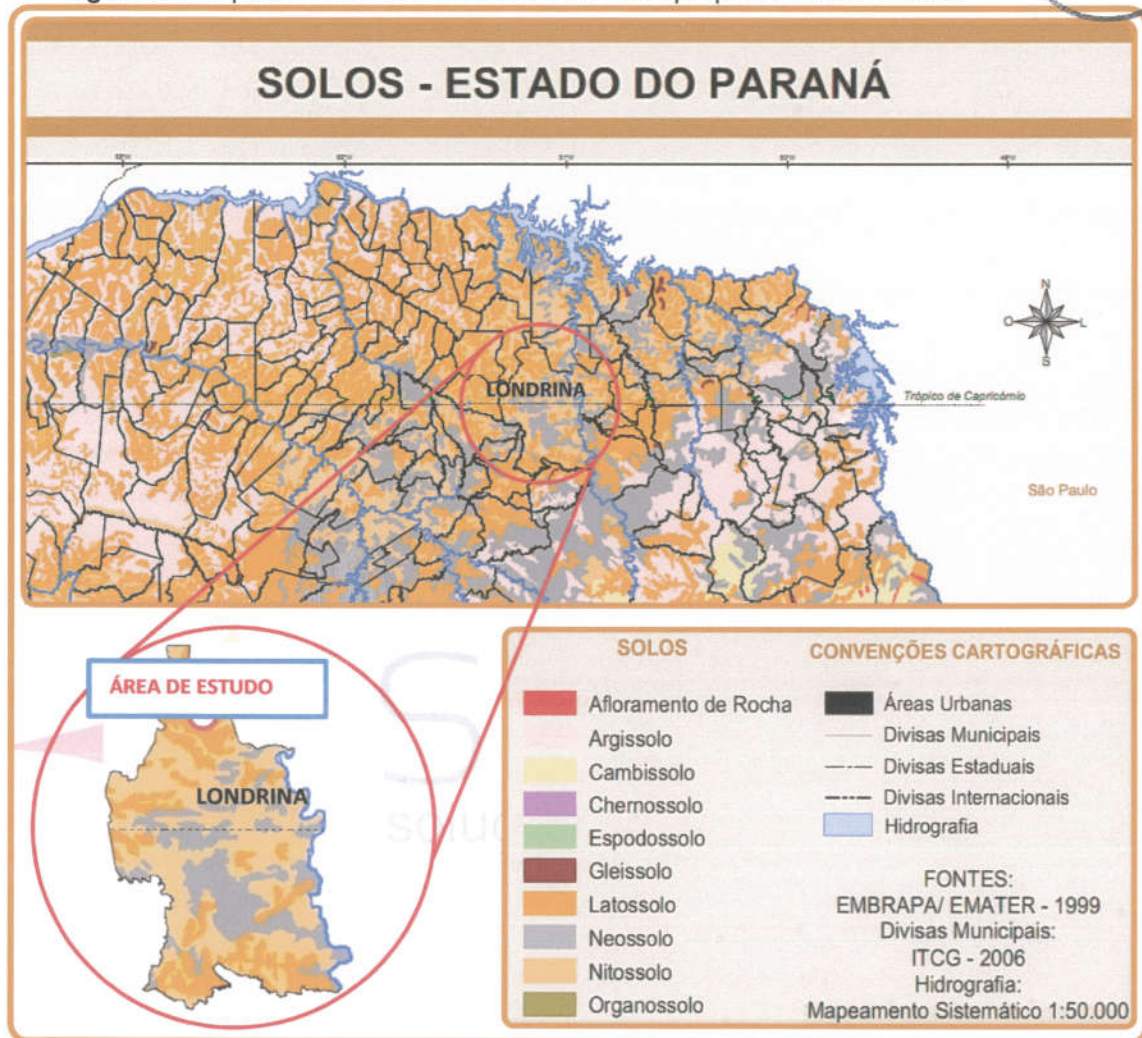 SOLOS - ESTADO DO PARANÁ
N
O
L
S
LONDRINA
Trópico de Capricórnio
São Paulo
ÁREA DE ESTUDO
LONDRINA
SOLOS
Afloramento de Rocha
Argissolo
Cambissolo
Chernossolo
Espodossolo
Gleissolo
Latossolo
Neossolo
Nitossolo
Organossolo
CONVENÇÕES CARTOGRÁFICAS
Áreas Urbanas
Divisas Municipais
Divisas Estaduais
Divisas Internacionais
Hidrografia
FONTES:
EMBRAPA/ EMATER - 1999
Divisas Municipais:
ITCG - 2006
Hidrografia:
Mapeamento Sistemático 1:50.000